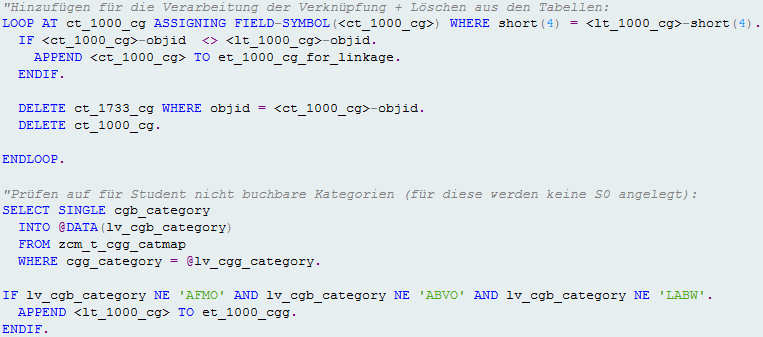 "Hinzufügen für die Verarbeitung der Verknüpfung + Löschen aus den Tabellen:
LOOP AT ct_1000_cg ASSIGNING FIELD-SYMBOL(<ct_1000_cg>) WHERE short(4) = <lt_1000_cg>-short(4).
IF <ct_1000_cg>-objid <> <lt_1000_cg>-objid.
APPEND <ct_1000_cg> TO et_1000_cg_for_linkage.
ENDIF.
DELETE ct_1733_cg WHERE objid = <ct_1000_cg>-objid.
DELETE ct_1000_cg.
ENDLOOP.
"Prüfen auf für Student nicht buchbare Kategorien (für diese werden keine S0 angelegt):
SELECT SINGLE cgb_category
INTO @DATA(lv_cgb_category)
FROM zcm_t_cgg_catmap
WHERE cgg_category = @lv_cgg_category.
IF lv_cgb_category NE 'AFMO' AND lv_cgb_category NE 'ABVO' AND lv_cgb_category NE 'LABW'.
APPEND <lt_1000_cg> TO et_1000_cgg.
ENDIF.